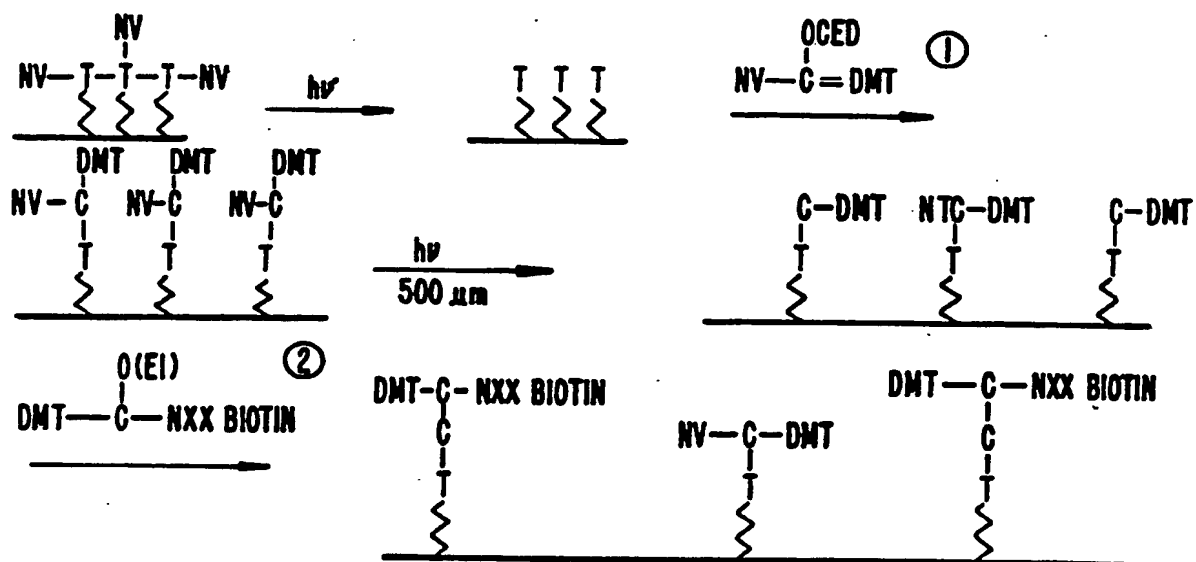 NV
NV—T—T—T—NV
hν
T T T
OCED
NV—C=DMT
①
DMT DMT DMT
NV—C NV—C NV—C
T T T
hν
500 μm
C—DMT NTC—DMT C—DMT
T T T
②
O(EI)
DMT—C—NXX BIOTIN
DMT—C—NXX BIOTIN
C
T
NV—C—DMT
T
DMT—C—NXX BIOTIN
C
T